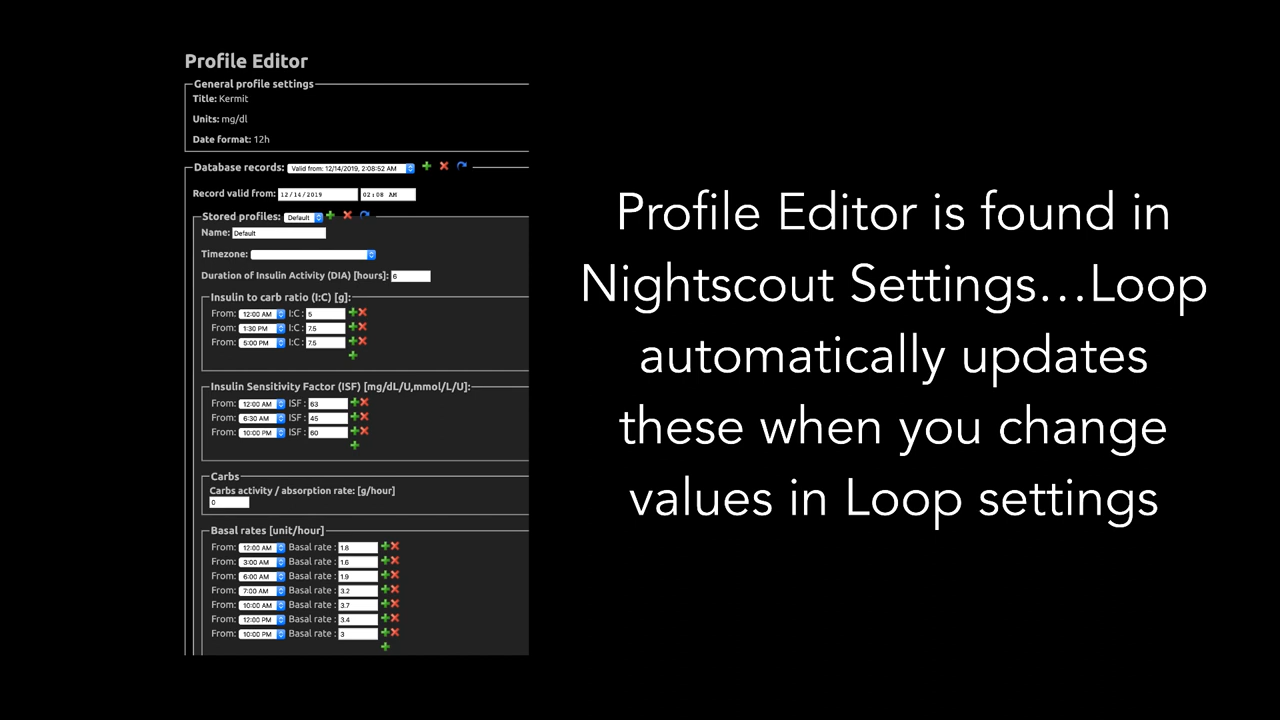 Profile Editor
General profile settings
Title: Kermit
Units: mg/dl
Date format: 12h
Database records: Valid from: 12/14/2019, 2:08:52 AM
Record valid from: 12/14/2019 02:08 AM
Stored profiles: Default
Name: Default
Timezone:
Duration of Insulin Activity (DIA) [hours]: 6
Insulin to carb ratio (I:C) [g]:
From: 12:00 AM I:C : 5
From: 1:30 PM I:C : 7.5
From: 5:00 PM I:C : 7.5
Insulin Sensitivity Factor (ISF) [mg/dL/U,mmol/L/U]:
From: 12:00 AM ISF : 63
From: 6:30 AM ISF : 45
From: 10:00 PM ISF : 60
Carbs
Carbs activity / absorption rate: [g/hour]
0
Basal rates [unit/hour]
From: 12:00 AM Basal rate : 1.8
From: 3:00 AM Basal rate : 1.6
From: 6:00 AM Basal rate : 1.9
From: 7:00 AM Basal rate : 3.2
From: 10:00 AM Basal rate : 3.7
From: 12:00 PM Basal rate : 3.4
From: 10:00 PM Basal rate : 3
Profile Editor is found in
Nightscout Settings...Loop
automatically updates
these when you change
values in Loop settings